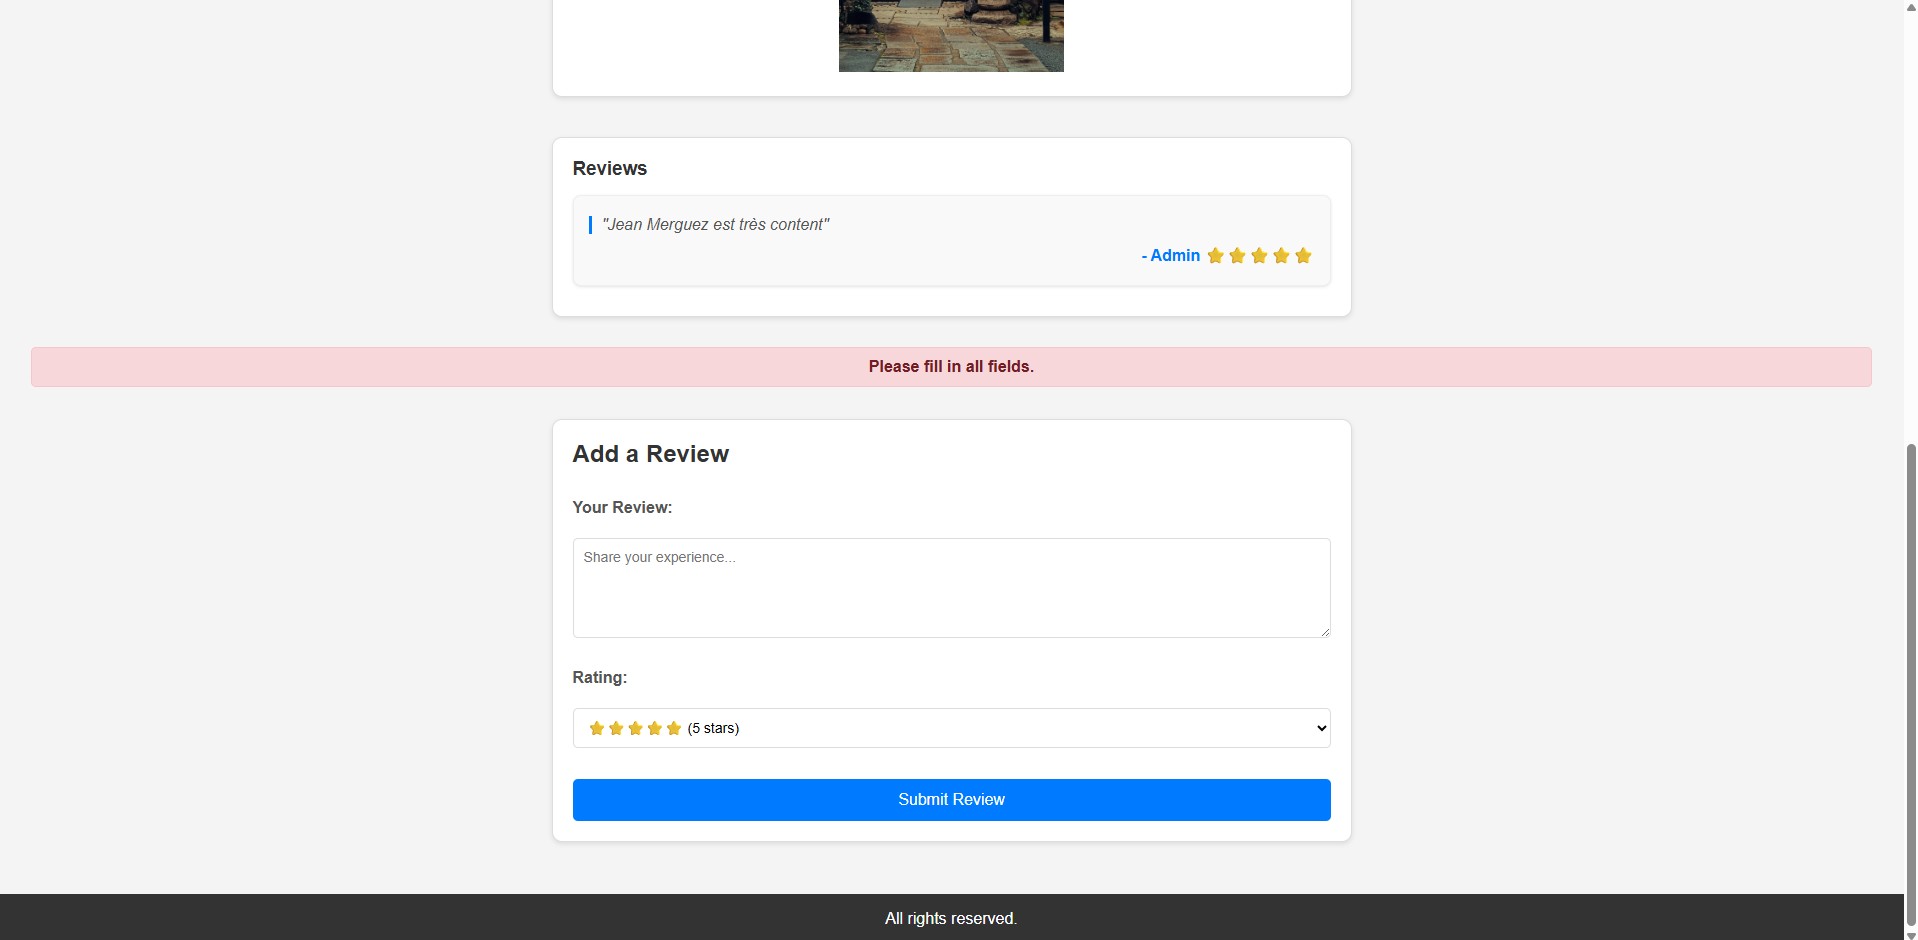 Reviews
"Jean Merguez est très content"
- Admin ⭐⭐⭐⭐⭐
Please fill in all fields.
Add a Review
Your Review:
Share your experience...
Rating:
⭐⭐⭐⭐⭐ (5 stars)
Submit Review
All rights reserved.